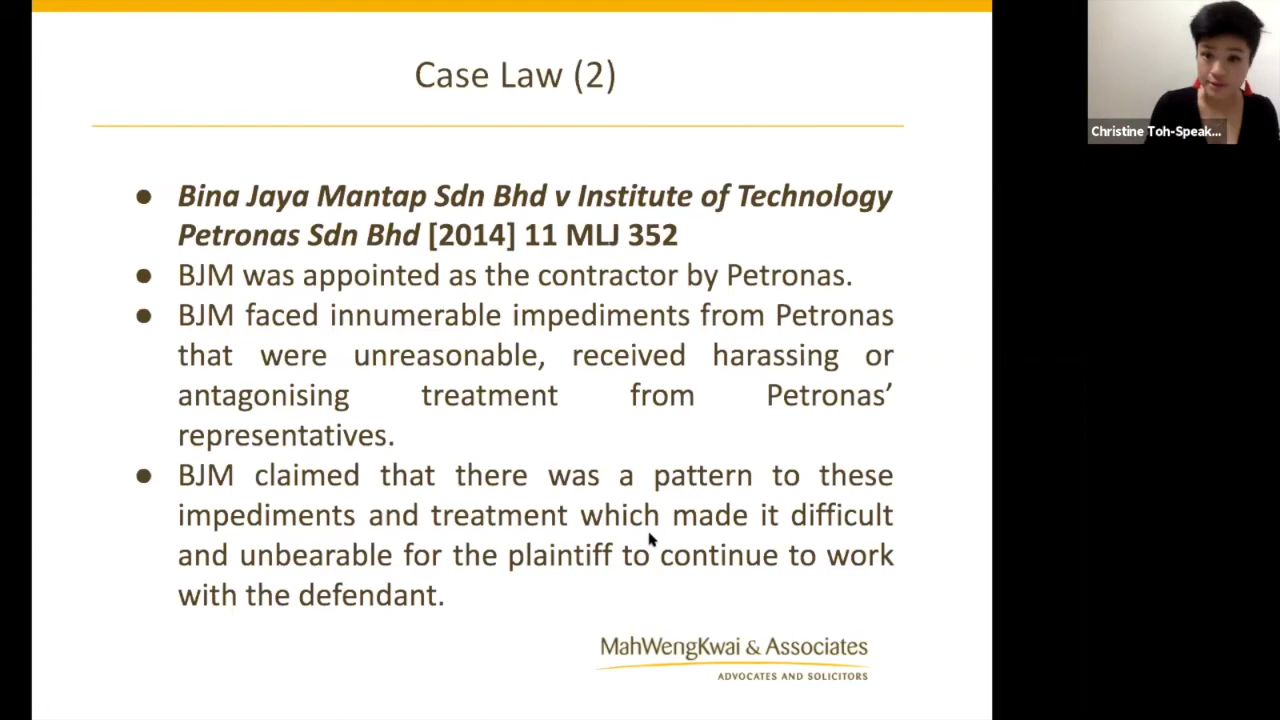 Case Law (2)
Christine Toh-Speak...
● Bina Jaya Mantap Sdn Bhd v Institute of Technology
Petronas Sdn Bhd [2014] 11 MLJ 352
● BJM was appointed as the contractor by Petronas.
● BJM faced innumerable impediments from Petronas
that were unreasonable, received harassing or
antagonising treatment from Petronas’
representatives.
● BJM claimed that there was a pattern to these
impediments and treatment which made it difficult
and unbearable for the plaintiff to continue to work
with the defendant.
MahWengKwai & Associates
ADVOCATES AND SOLICITORS